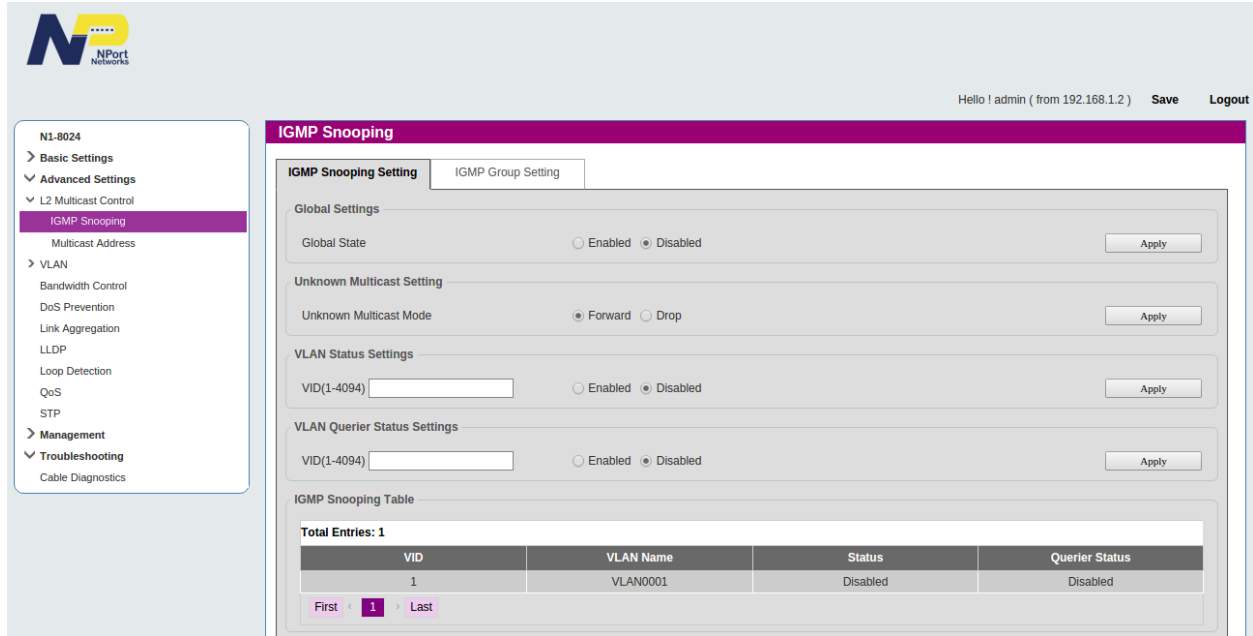 NP
NPort
Networks
Hello ! admin ( from 192.168.1.2 ) Save Logout
N1-8024
Basic Settings
Advanced Settings
L2 Multicast Control
IGMP Snooping
Multicast Address
VLAN
Bandwidth Control
DoS Prevention
Link Aggregation
LLDP
Loop Detection
QoS
STP
Management
Troubleshooting
Cable Diagnostics
IGMP Snooping
IGMP Snooping Setting IGMP Group Setting
Global Settings
Global State Enabled Disabled Apply
Unknown Multicast Setting
Unknown Multicast Mode Forward Drop Apply
VLAN Status Settings
VID(1-4094) Enabled Disabled Apply
VLAN Querier Status Settings
VID(1-4094) Enabled Disabled Apply
IGMP Snooping Table
Total Entries: 1
VID VLAN Name Status Querier Status
1 VLAN0001 Disabled Disabled
First < 1 > Last